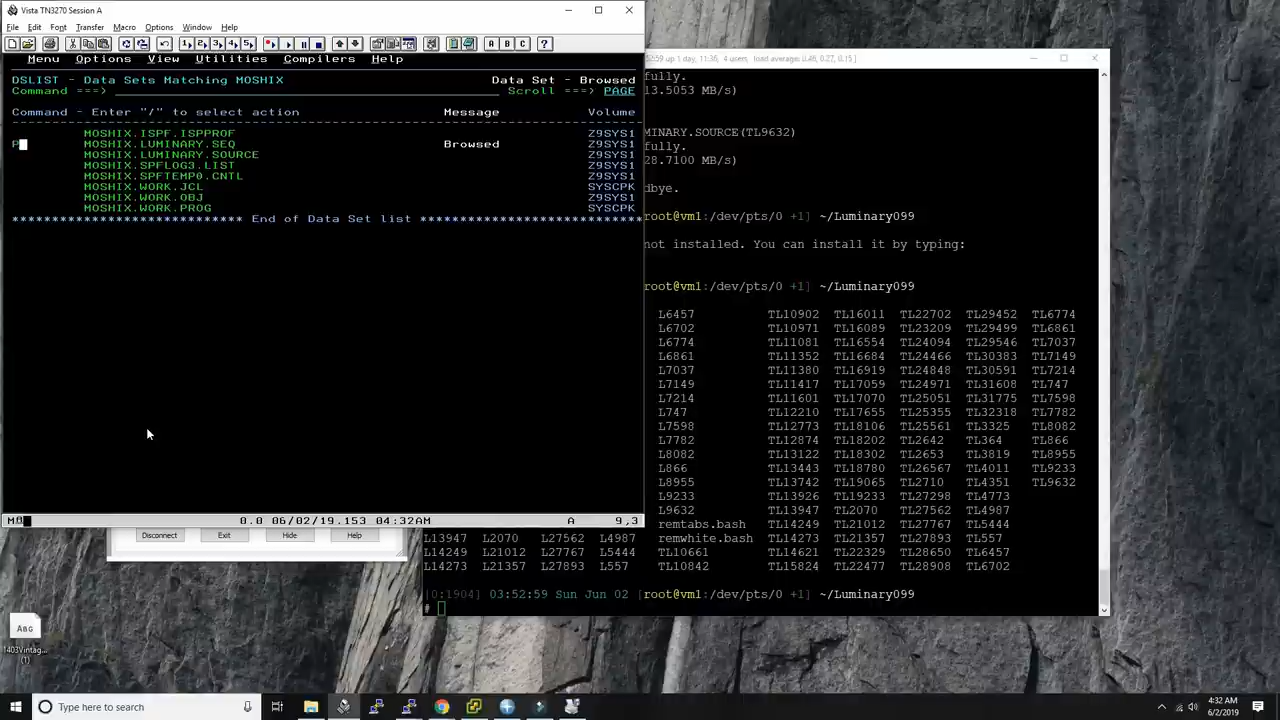 Vista TN3270 Session A
File Edit Font Transfer Macro Options Window Help
A B C ?
Menu Options View Utilities Compilers Help
DSLIST - Data Sets Matching MOSHIX Data Set - Browsed
Command ===> Scroll ===> PAGE
Command - Enter "/" to select action Message Volume
MOSHIX.ISPF.ISPPROF Z9SYS1
P MOSHIX.LUMINARY.SEQ Browsed Z9SYS1
MOSHIX.LUMINARY.SOURCE Z9SYS1
MOSHIX.SPFLOG3.LIST Z9SYS1
MOSHIX.SPFTEMP0.CNTL Z9SYS1
MOSHIX.WORK.JCL SYSCPK
MOSHIX.WORK.OBJ Z9SYS1
MOSHIX.WORK.PROG SYSCPK
**************************** End of Data Set list ****************************
0.0 06/02/19.153 04:32AM A 9,3
Disconnect Exit Hide Help
52:59 up 1 day, 11:36, 4 users, load average: 0.46, 0.27, 0.15 ]
fully.
13.5053 MB/s)
MINARY.SOURCE(TL9632)
fully.
28.7100 MB/s)
dbye.
root@vm1:/dev/pts/0 +1] ~/Luminary099
not installed. You can install it by typing:
root@vm1:/dev/pts/0 +1] ~/Luminary099
L6457 TL10902 TL16011 TL22702 TL29452 TL6774
L6702 TL10971 TL16089 TL23209 TL29499 TL6861
L6774 TL11081 TL16554 TL24094 TL29546 TL7037
L6861 TL11352 TL16684 TL24466 TL30383 TL7149
L7037 TL11380 TL16919 TL24848 TL30591 TL7214
L7149 TL11417 TL17059 TL24971 TL31608 TL747
L7214 TL11601 TL17070 TL25051 TL31775 TL7598
L747 TL12210 TL17655 TL25355 TL32318 TL7782
L7598 TL12773 TL18106 TL25561 TL3325 TL8082
L7782 TL12874 TL18202 TL2642 TL364 TL866
L8082 TL13122 TL18302 TL2653 TL3819 TL8955
L866 TL13443 TL18780 TL26567 TL4011 TL9233
L8955 TL13742 TL19065 TL2710 TL4351 TL9632
L9233 TL13926 TL19233 TL27298 TL4773
L9632 TL13947 TL2070 TL27562 TL4987
remtabs.bash TL14249 TL21012 TL27767 TL5444
L13947 L2070 L27562 L4987 remwhite.bash TL14273 TL21357 TL27893 TL557
L14249 L21012 L27767 L5444 TL10661 TL14621 TL22329 TL28650 TL6457
L14273 L21357 L27893 L557 TL10842 TL15824 TL22477 TL28908 TL6702
[0:1904] 03:52:59 Sun Jun 02 [root@vm1:/dev/pts/0 +1] ~/Luminary099
#
ABG
1403Vintag...
(1)
Type here to search
4:32 AM
6/2/2019